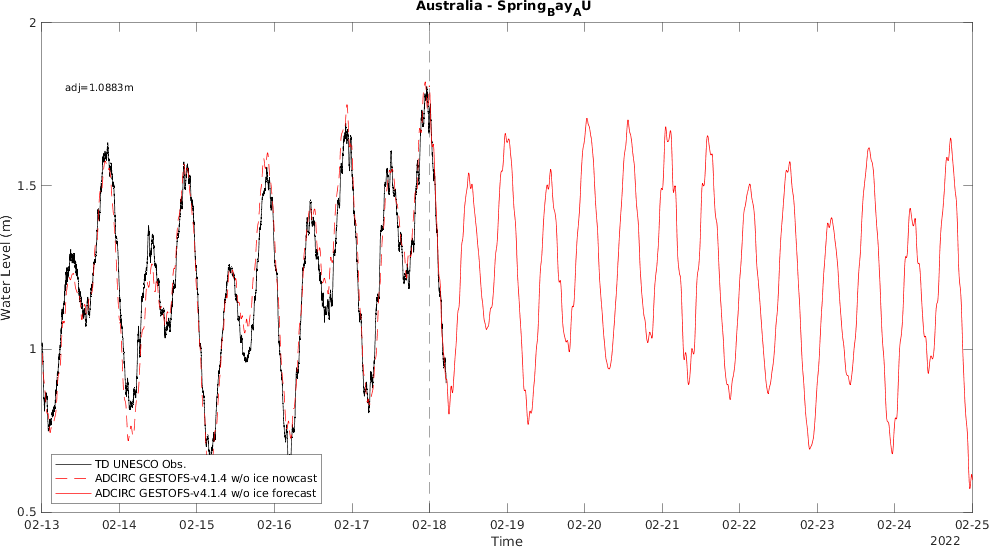 Australia - SpringBayAU
adj=1.0883m
2
1.5
1
0.5
Water Level (m)
TD UNESCO Obs.
ADCIRC GESTOFS-v4.1.4 w/o ice nowcast
ADCIRC GESTOFS-v4.1.4 w/o ice forecast
02-13 02-14 02-15 02-16 02-17 02-18 02-19 02-20 02-21 02-22 02-23 02-24 02-25
Time
2022